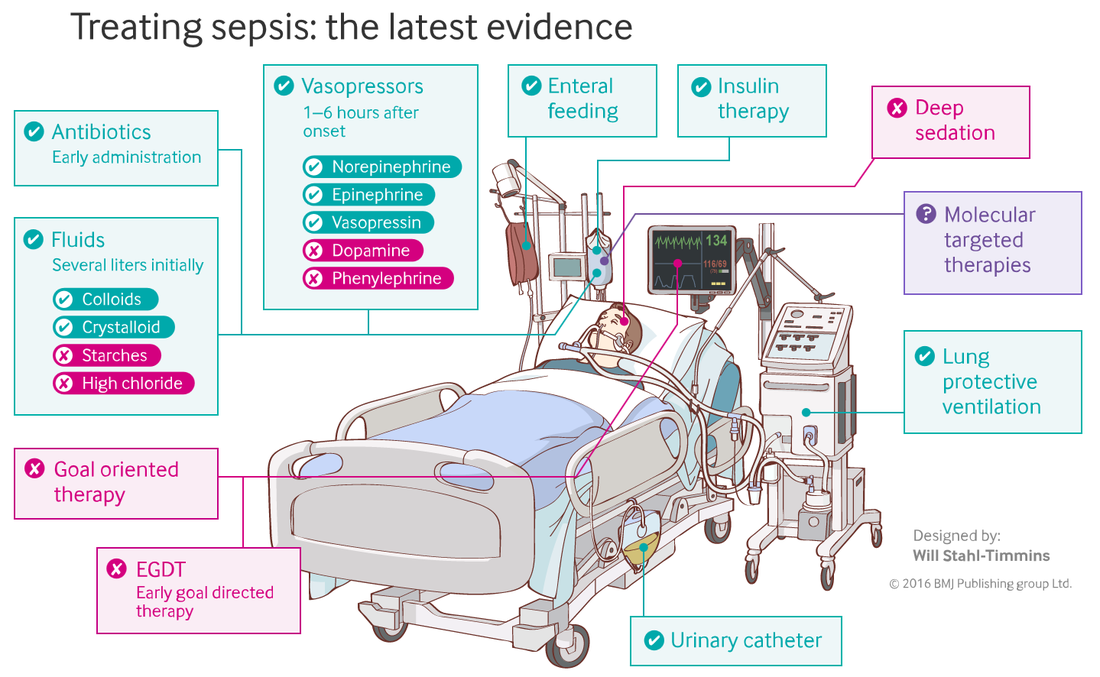 Treating sepsis: the latest evidence
Antibiotics
Early administration
Fluids
Several liters initially
Colloids
Crystalloid
Starches
High chloride
Vasopressors
1–6 hours after
onset
Norepinephrine
Epinephrine
Vasopressin
Dopamine
Phenylephrine
Enteral
feeding
Insulin
therapy
Deep
sedation
?
Molecular
targeted
therapies
134
116/69
Lung
protective
ventilation
Goal oriented
therapy
EGDT
Early goal directed
therapy
Urinary catheter
Designed by:
Will Stahl-Timmins
© 2016 BMJ Publishing group Ltd.